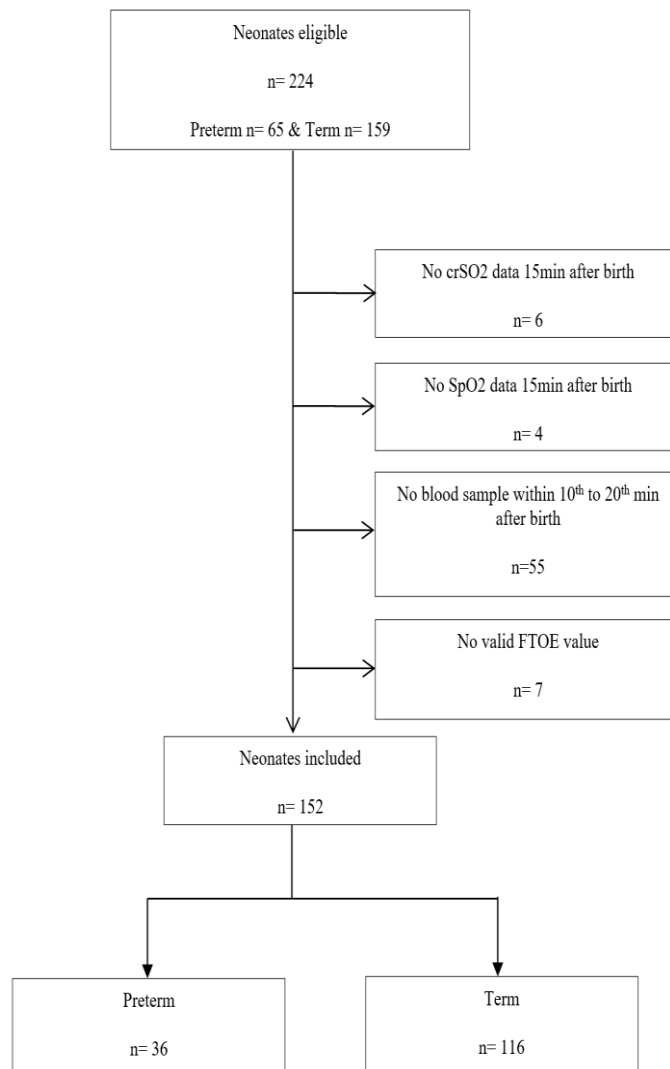 Neonates eligible
n= 224
Preterm n= 65 & Term n= 159
No crSO2 data 15min after birth
n= 6
No SpO2 data 15min after birth
n= 4
No blood sample within 10th to 20th min
after birth
n=55
No valid FTOE value
n= 7
Neonates included
n= 152
Preterm
n= 36
Term
n= 116